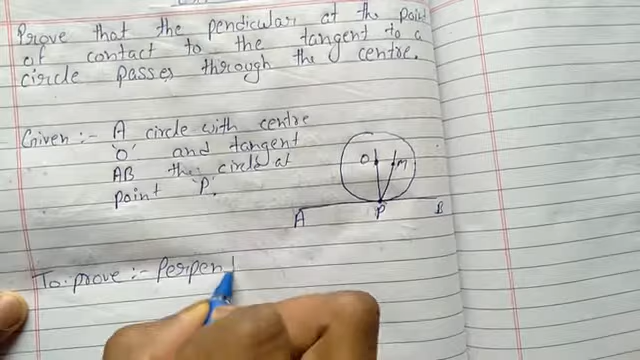 Prove that the pendicular at the point
of contact to the tangent to a
circle passes through the centre.
Given :- A circle with centre
'O' and tangent
AB the circle at
point 'P'.
O M
A P B
To prove :- Perpen